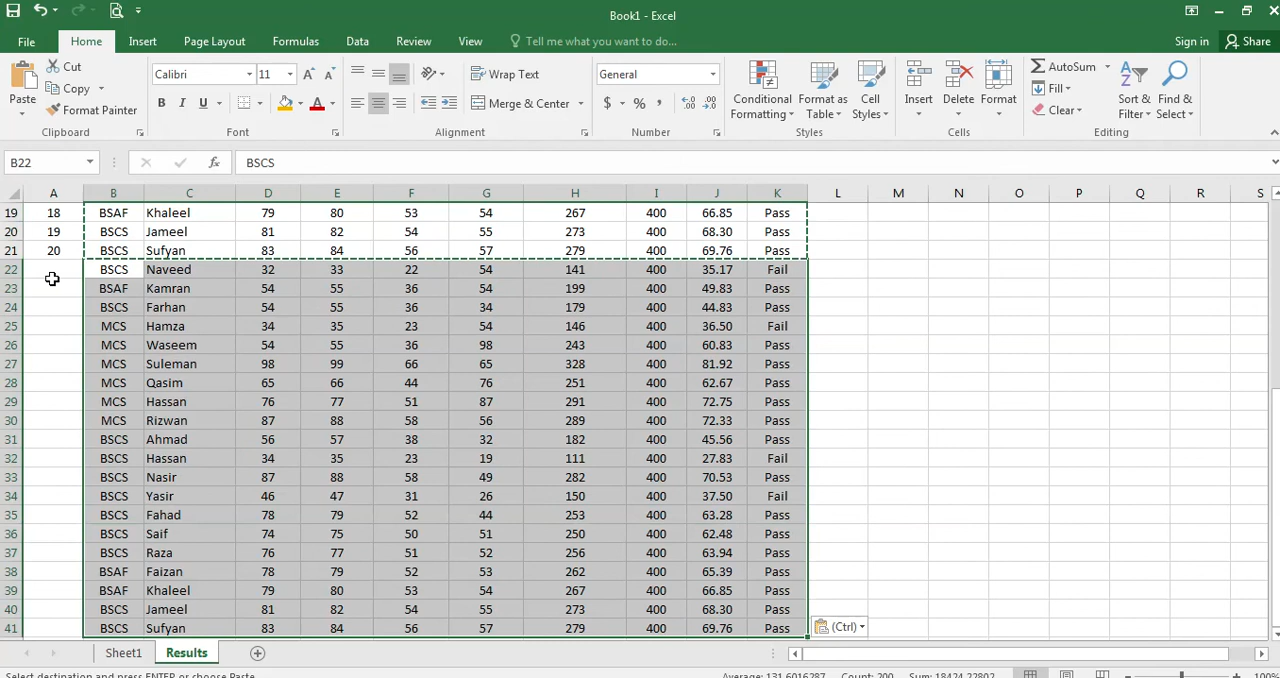 Book1 - Excel
File Home Insert Page Layout Formulas Data Review View Tell me what you want to do... Sign in Share
Cut
Copy
Format Painter
Paste
Calibri 11
B I U
Wrap Text
Merge & Center
General
$ % ,
Conditional Formatting
Format as Table
Cell Styles
Insert
Delete
Format
AutoSum
Fill
Clear
Sort & Filter
Find & Select
Clipboard Font Alignment Number Styles Cells Editing
B22 fx BSCS
A B C D E F G H I J K L M N O P Q R S
19 18 BSAF Khaleel 79 80 53 54 267 400 66.85 Pass
20 19 BSCS Jameel 81 82 54 55 273 400 68.30 Pass
21 20 BSCS Sufyan 83 84 56 57 279 400 69.76 Pass
22 BSCS Naveed 32 33 22 54 141 400 35.17 Fail
23 BSAF Kamran 54 55 36 54 199 400 49.83 Pass
24 BSCS Farhan 54 55 36 34 179 400 44.83 Pass
25 MCS Hamza 34 35 23 54 146 400 36.50 Fail
26 MCS Waseem 54 55 36 98 243 400 60.83 Pass
27 MCS Suleman 98 99 66 65 328 400 81.92 Pass
28 MCS Qasim 65 66 44 76 251 400 62.67 Pass
29 MCS Hassan 76 77 51 87 291 400 72.75 Pass
30 MCS Rizwan 87 88 58 56 289 400 72.33 Pass
31 BSCS Ahmad 56 57 38 32 182 400 45.56 Pass
32 BSCS Hassan 34 35 23 19 111 400 27.83 Fail
33 BSCS Nasir 87 88 58 49 282 400 70.53 Pass
34 BSCS Yasir 46 47 31 26 150 400 37.50 Fail
35 BSCS Fahad 78 79 52 44 253 400 63.28 Pass
36 BSCS Saif 74 75 50 51 250 400 62.48 Pass
37 BSCS Raza 76 77 51 52 256 400 63.94 Pass
38 BSAF Faizan 78 79 52 53 262 400 65.39 Pass
39 BSAF Khaleel 79 80 53 54 267 400 66.85 Pass
40 BSCS Jameel 81 82 54 55 273 400 68.30 Pass
41 BSCS Sufyan 83 84 56 57 279 400 69.76 Pass
(Ctrl)
Sheet1 Results
Select destination and press ENTER or choose Paste Average: 131.6016287 Count: 200 Sum: 18424.22802 100%